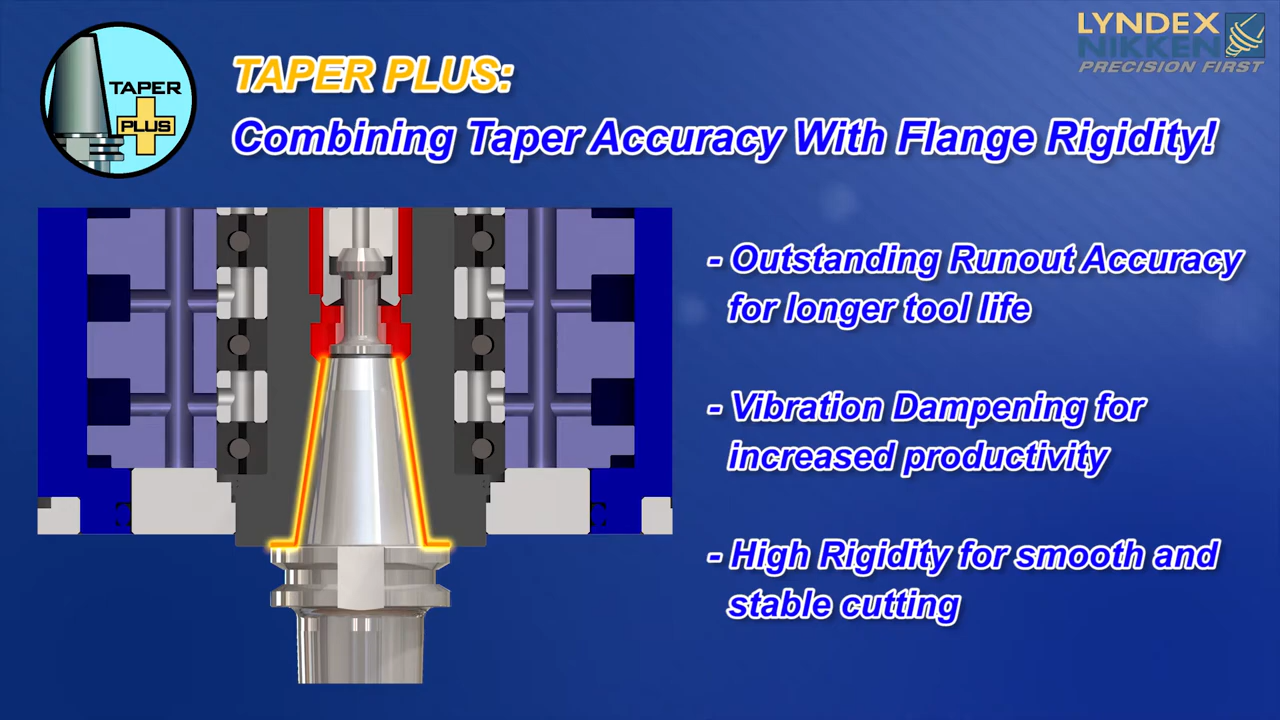 LYNDEX
NIKKEN
PRECISION FIRST
TAPER
PLUS
TAPER PLUS:
Combining Taper Accuracy With Flange Rigidity!
- Outstanding Runout Accuracy
for longer tool life
- Vibration Dampening for
increased productivity
- High Rigidity for smooth and
stable cutting